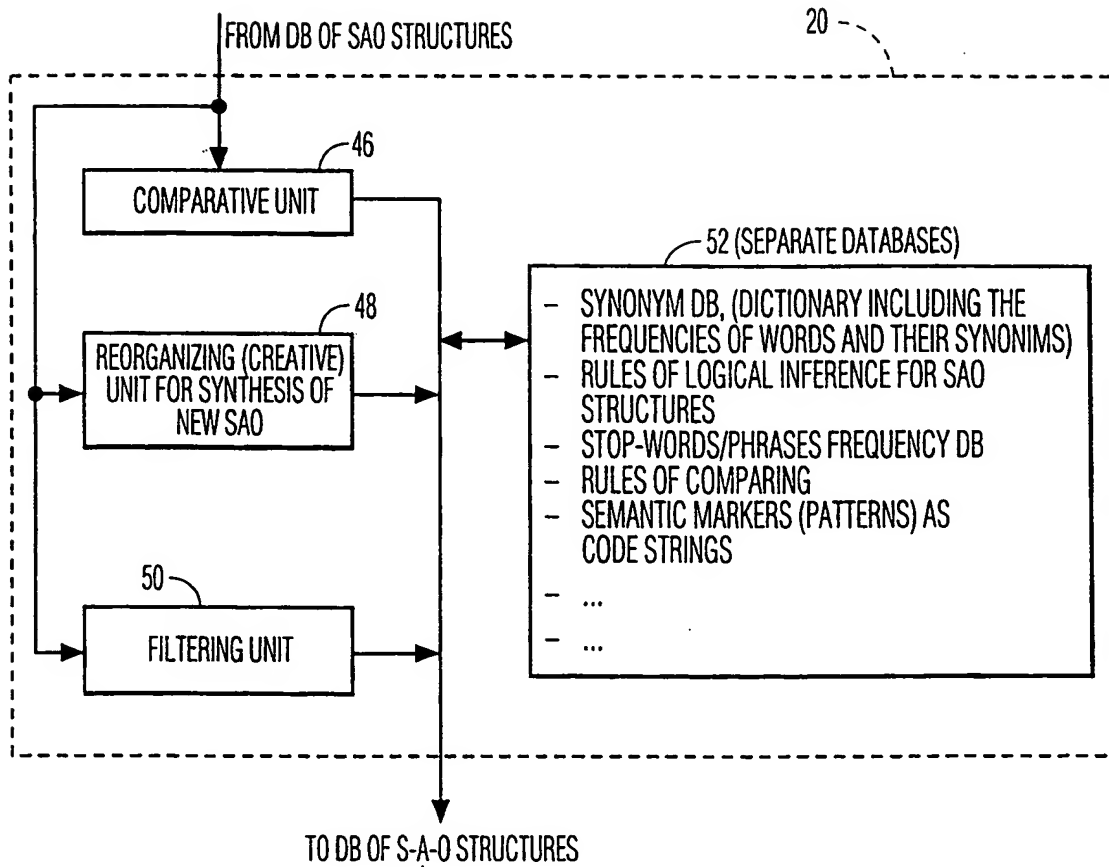 FROM DB OF SAO STRUCTURES
20
46
COMPARATIVE UNIT
52 (SEPARATE DATABASES)
- SYNONYM DB, (DICTIONARY INCLUDING THE
FREQUENCIES OF WORDS AND THEIR SYNONIMS)
- RULES OF LOGICAL INFERENCE FOR SAO
STRUCTURES
- STOP-WORDS/PHRASES FREQUENCY DB
- RULES OF COMPARING
- SEMANTIC MARKERS (PATTERNS) AS
CODE STRINGS
- ...
- ...
48
REORGANIZING (CREATIVE)
UNIT FOR SYNTHESIS OF
NEW SAO
50
FILTERING UNIT
TO DB OF S-A-O STRUCTURES